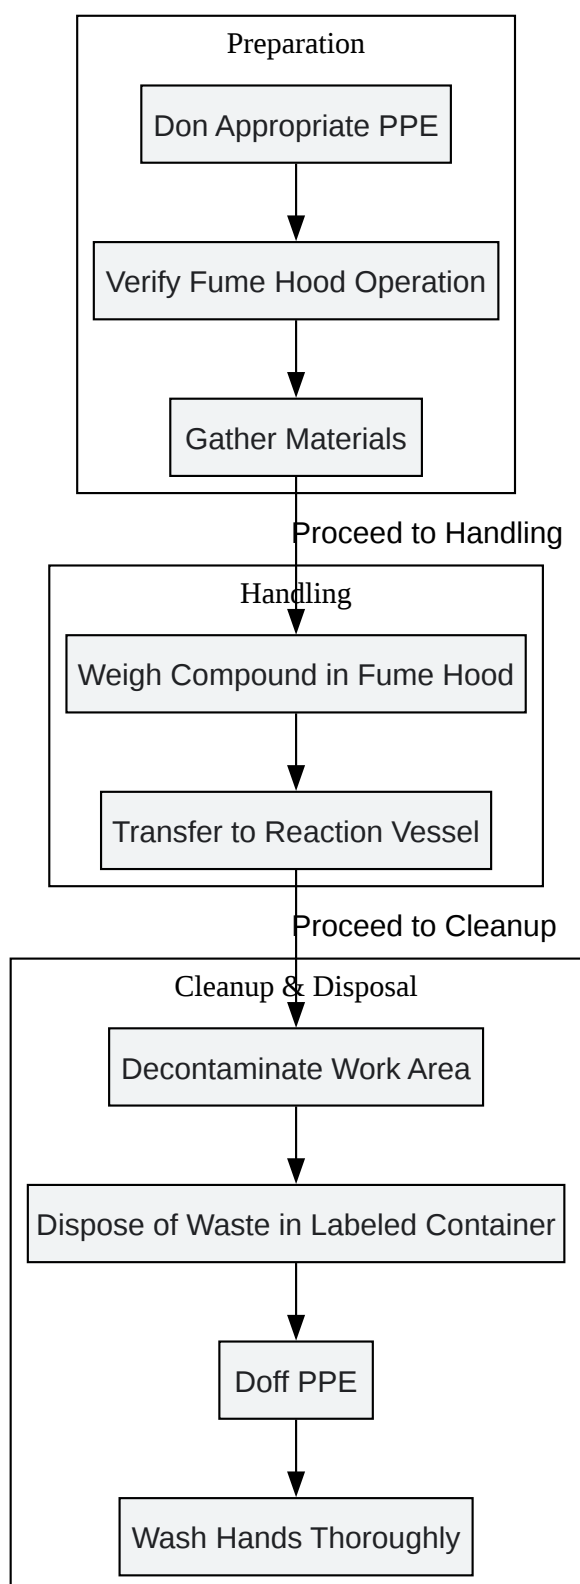 Preparation
Don Appropriate PPE
Verify Fume Hood Operation
Gather Materials
Proceed to Handling
Handling
Weigh Compound in Fume Hood
Transfer to Reaction Vessel
Proceed to Cleanup
Cleanup & Disposal
Decontaminate Work Area
Dispose of Waste in Labeled Container
Doff PPE
Wash Hands Thoroughly